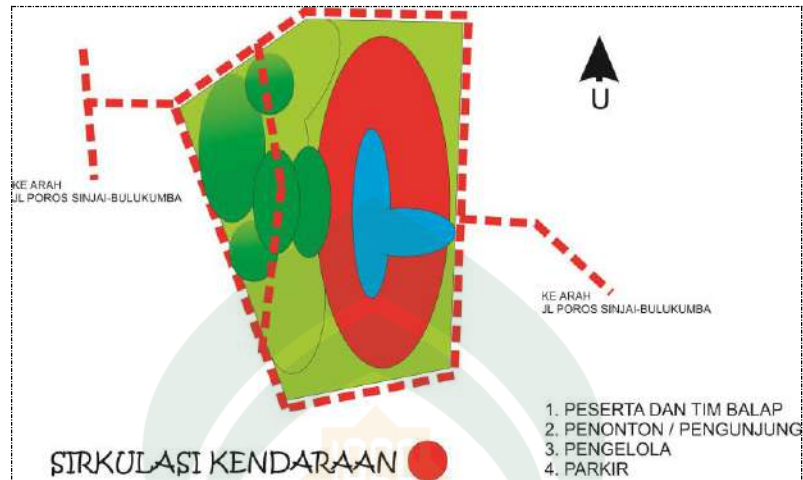 U
KE ARAH
JL POROS SINJAI-BULUKUMBA
KE ARAH
JL POROS SINJAI-BULUKUMBA
1. PESERTA DAN TIM BALAP
2. PENONTON / PENGUNJUNG
3. PENGELOLA
4. PARKIR
SIRKULASI KENDARAAN